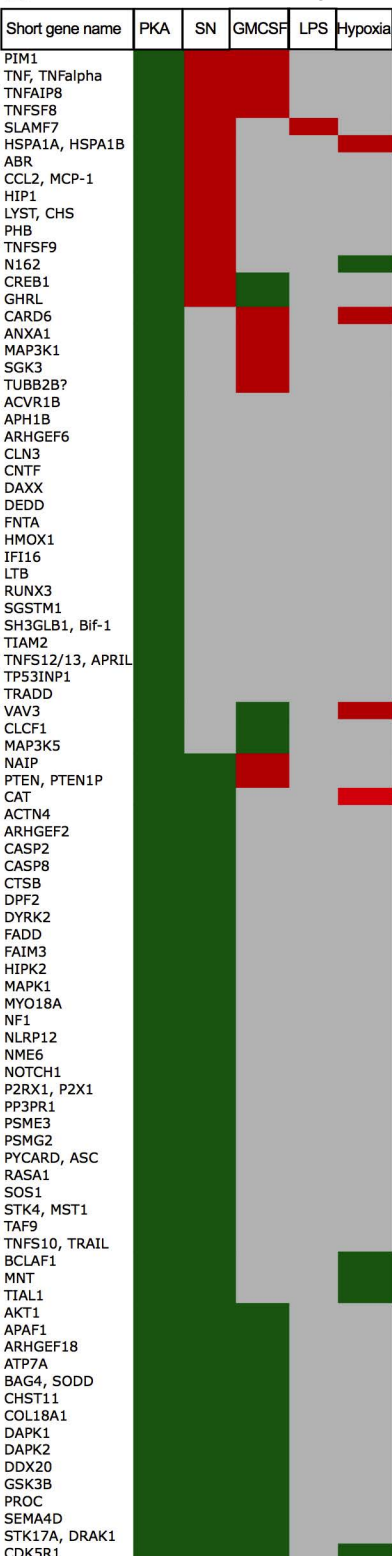 Short gene name PKA SN GMCSF LPS Hypoxia
PIM1
TNF, TNFalpha
TNFAIP8
TNFSF8
SLAMF7
HSPA1A, HSPA1B
ABR
CCL2, MCP-1
HIP1
LYST, CHS
PHB
TNFSF9
N162
CREB1
GHRL
CARD6
ANXA1
MAP3K1
SGK3
TUBB2B?
ACVR1B
APH1B
ARHGEF6
CLN3
CNTF
DAXX
DEDD
FNTA
HMOX1
IFI16
LTB
RUNX3
SGSTM1
SH3GLB1, Bif-1
TIAM2
TNFS12/13, APRIL
TP53INP1
TRADD
VAV3
CLCF1
MAP3K5
NAIP
PTEN, PTEN1P
CAT
ACTN4
ARHGEF2
CASP2
CASP8
CTSB
DPF2
DYRK2
FADD
FAIM3
HIPK2
MAPK1
MYO18A
NF1
NLRP12
NME6
NOTCH1
P2RX1, P2X1
PP3PR1
PSME3
PSMG2
PYCARD, ASC
RASA1
SOS1
STK4, MST1
TAF9
TNFS10, TRAIL
BCLAF1
MNT
TIAL1
AKT1
APAF1
ARHGEF18
ATP7A
BAG4, SODD
CHST11
COL18A1
DAPK1
DAPK2
DDX20
GSK3B
PROC
SEMA4D
STK17A, DRAK1
CDK5R1